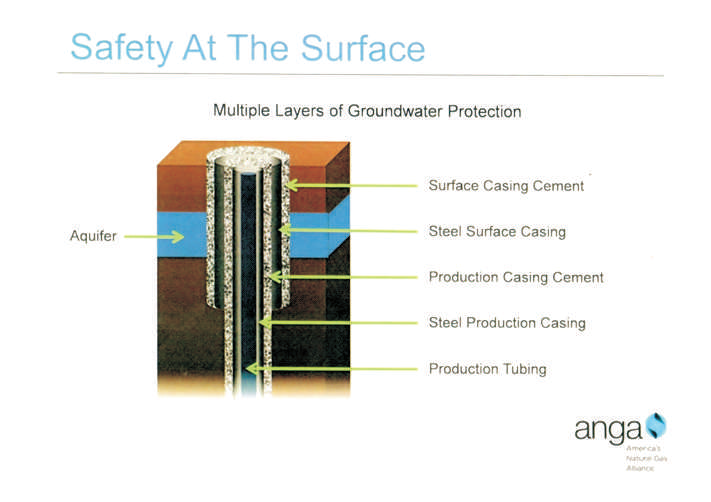 Safety At The Surface
Multiple Layers of Groundwater Protection
Surface Casing Cement
Aquifer
Steel Surface Casing
Production Casing Cement
Steel Production Casing
Production Tubing
anga
America's
Natural Gas
Alliance